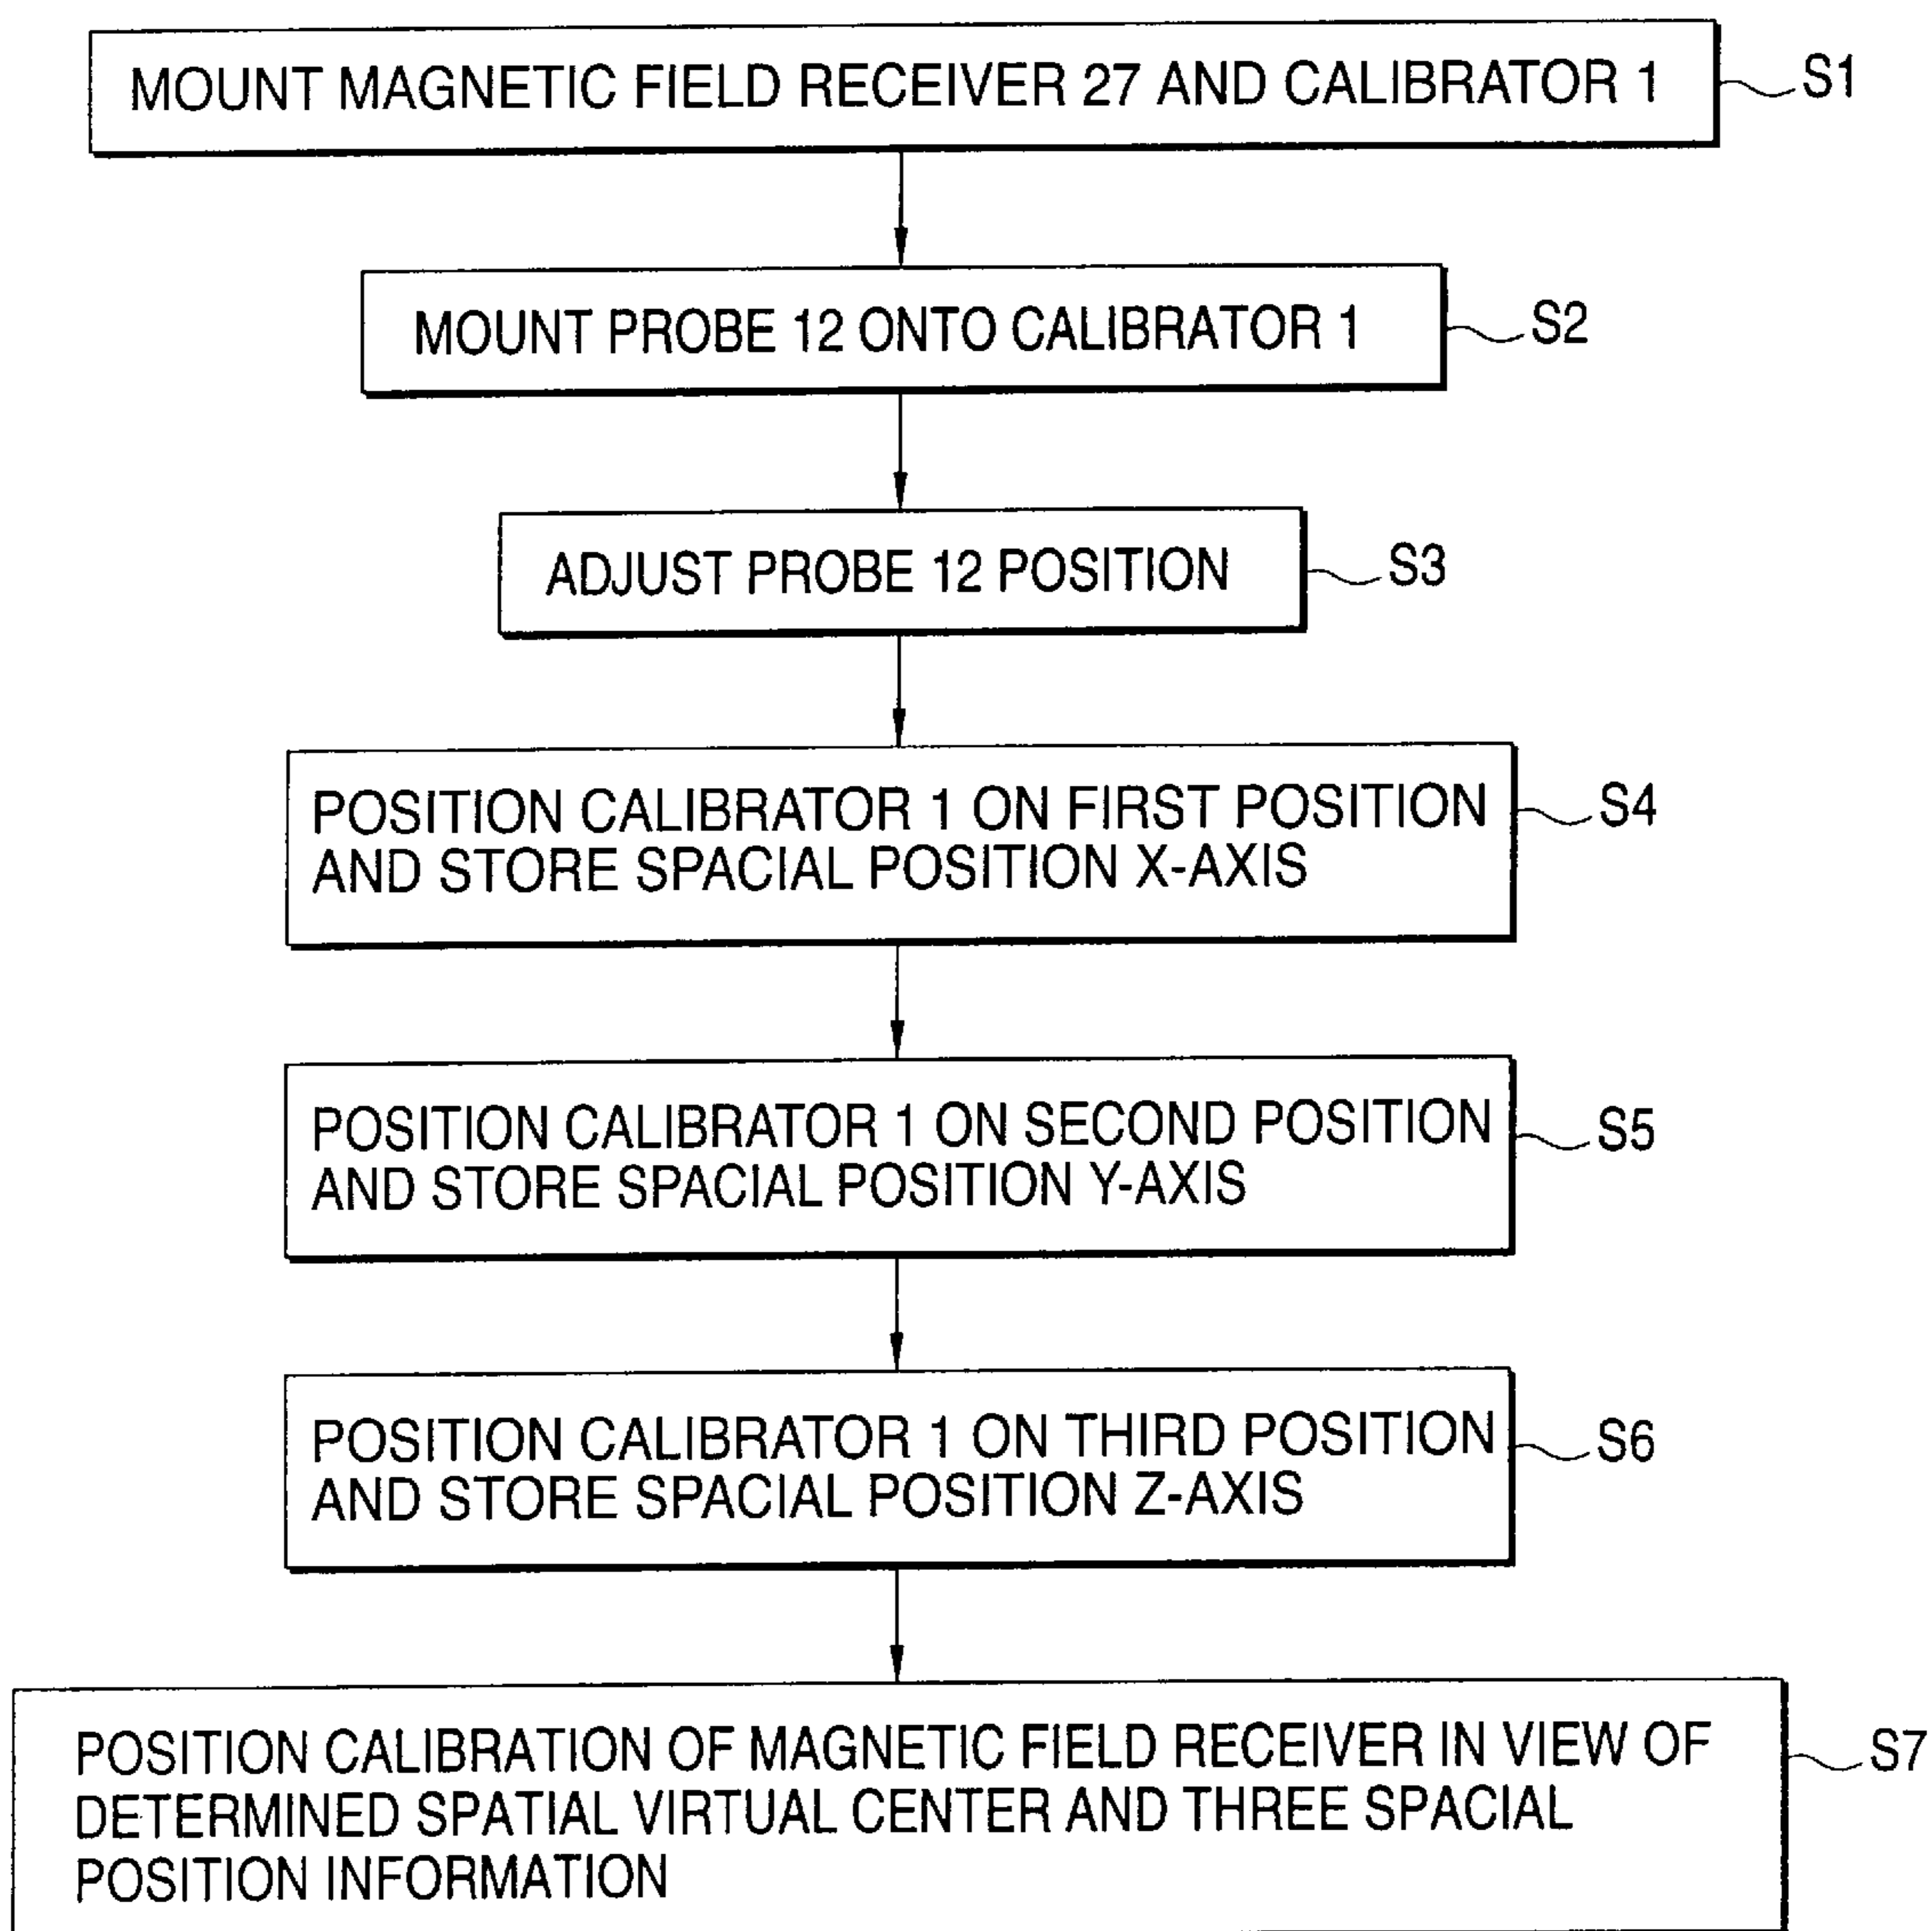 MOUNT MAGNETIC FIELD RECEIVER 27 AND CALIBRATOR 1
S1
MOUNT PROBE 12 ONTO CALIBRATOR 1
S2
ADJUST PROBE 12 POSITION
S3
POSITION CALIBRATOR 1 ON FIRST POSITION
AND STORE SPACIAL POSITION X-AXIS
S4
POSITION CALIBRATOR 1 ON SECOND POSITION
AND STORE SPACIAL POSITION Y-AXIS
S5
POSITION CALIBRATOR 1 ON THIRD POSITION
AND STORE SPACIAL POSITION Z-AXIS
S6
POSITION CALIBRATION OF MAGNETIC FIELD RECEIVER IN VIEW OF
DETERMINED SPATIAL VIRTUAL CENTER AND THREE SPACIAL
POSITION INFORMATION
S7